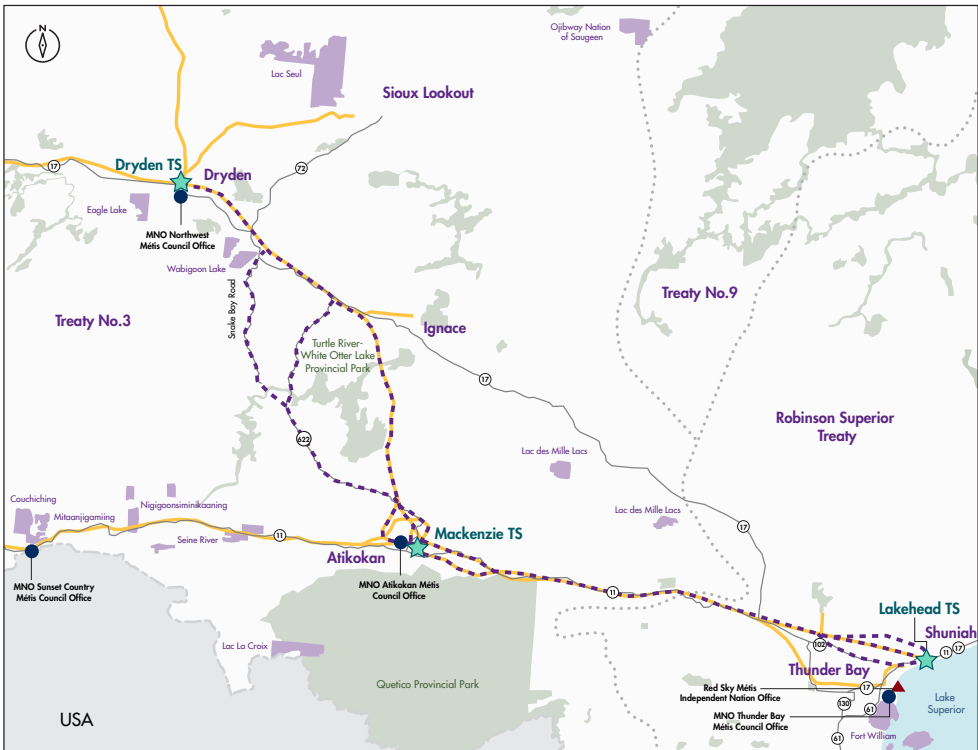 N
Ojibway Nation
of Saugeen
Lac Seul
Sioux Lookout
17
Dryden TS
72
Dryden
Eagle Lake
MNO Northwest
Métis Council Office
Wabigoon Lake
Treaty No.9
Treaty No.3
Snake Bay Road
Ignace
Turtle River-
White Otter Lake
Provincial Park
17
Robinson Superior
Treaty
622
Lac des Mille Lacs
Couchiching
Nigigoonsiminikaaning
Mitaanjigamiing
Lac des Mille Lacs
17
Seine River
11
Mackenzie TS
Atikokan
MNO Sunset Country
Métis Council Office
MNO Atikokan Métis
Council Office
11
Lakehead TS
Shuniah
102
11
17
Lac La Croix
Thunder Bay
Quetico Provincial Park
Red Sky Métis
Independent Nation Office
17
130
61
Lake
Superior
MNO Thunder Bay
Métis Council Office
USA
Fort William
61